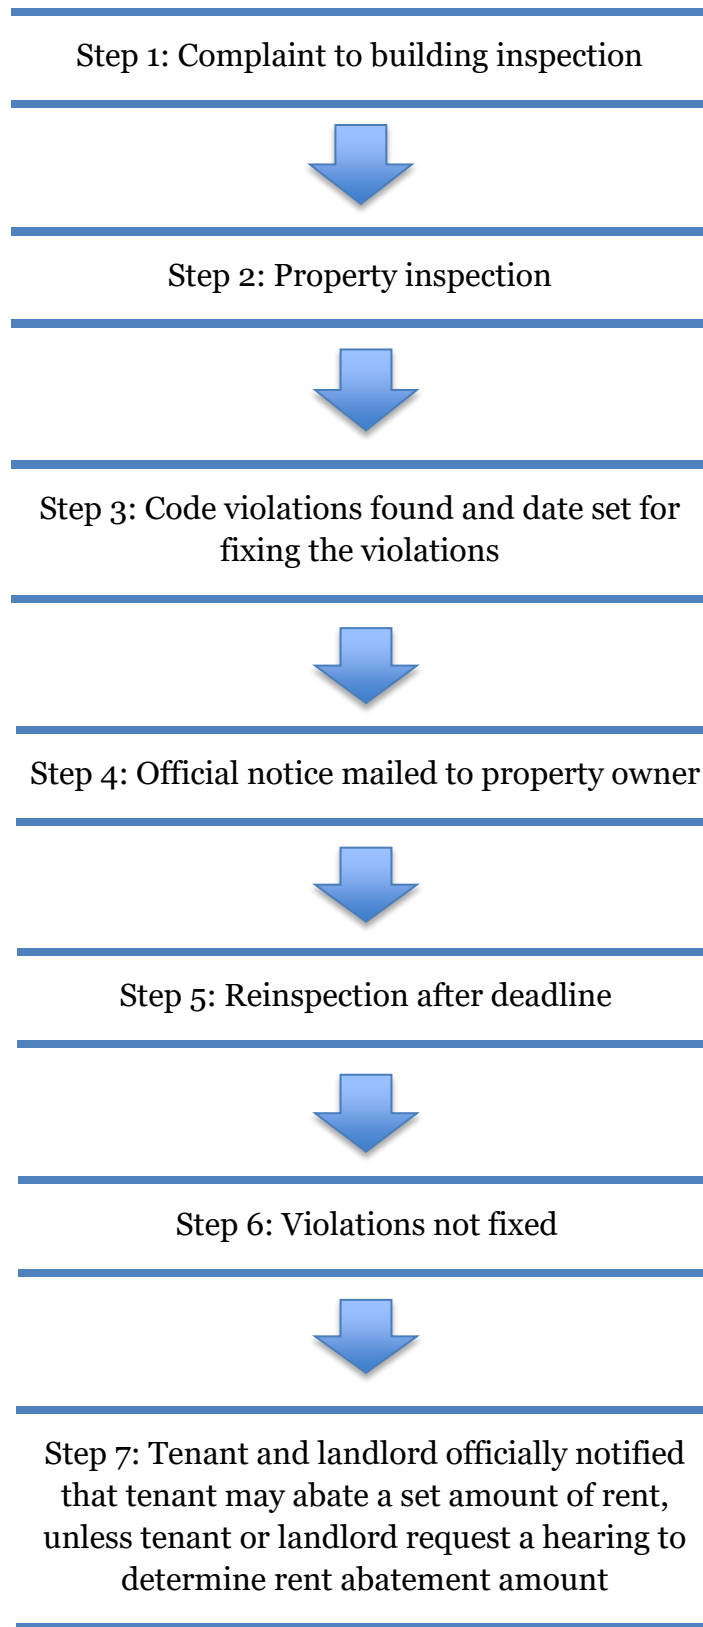 Step 1: Complaint to building inspection
Step 2: Property inspection
Step 3: Code violations found and date set for
fixing the violations
Step 4: Official notice mailed to property owner
Step 5: Reinspection after deadline
Step 6: Violations not fixed
Step 7: Tenant and landlord officially notified
that tenant may abate a set amount of rent,
unless tenant or landlord request a hearing to
determine rent abatement amount